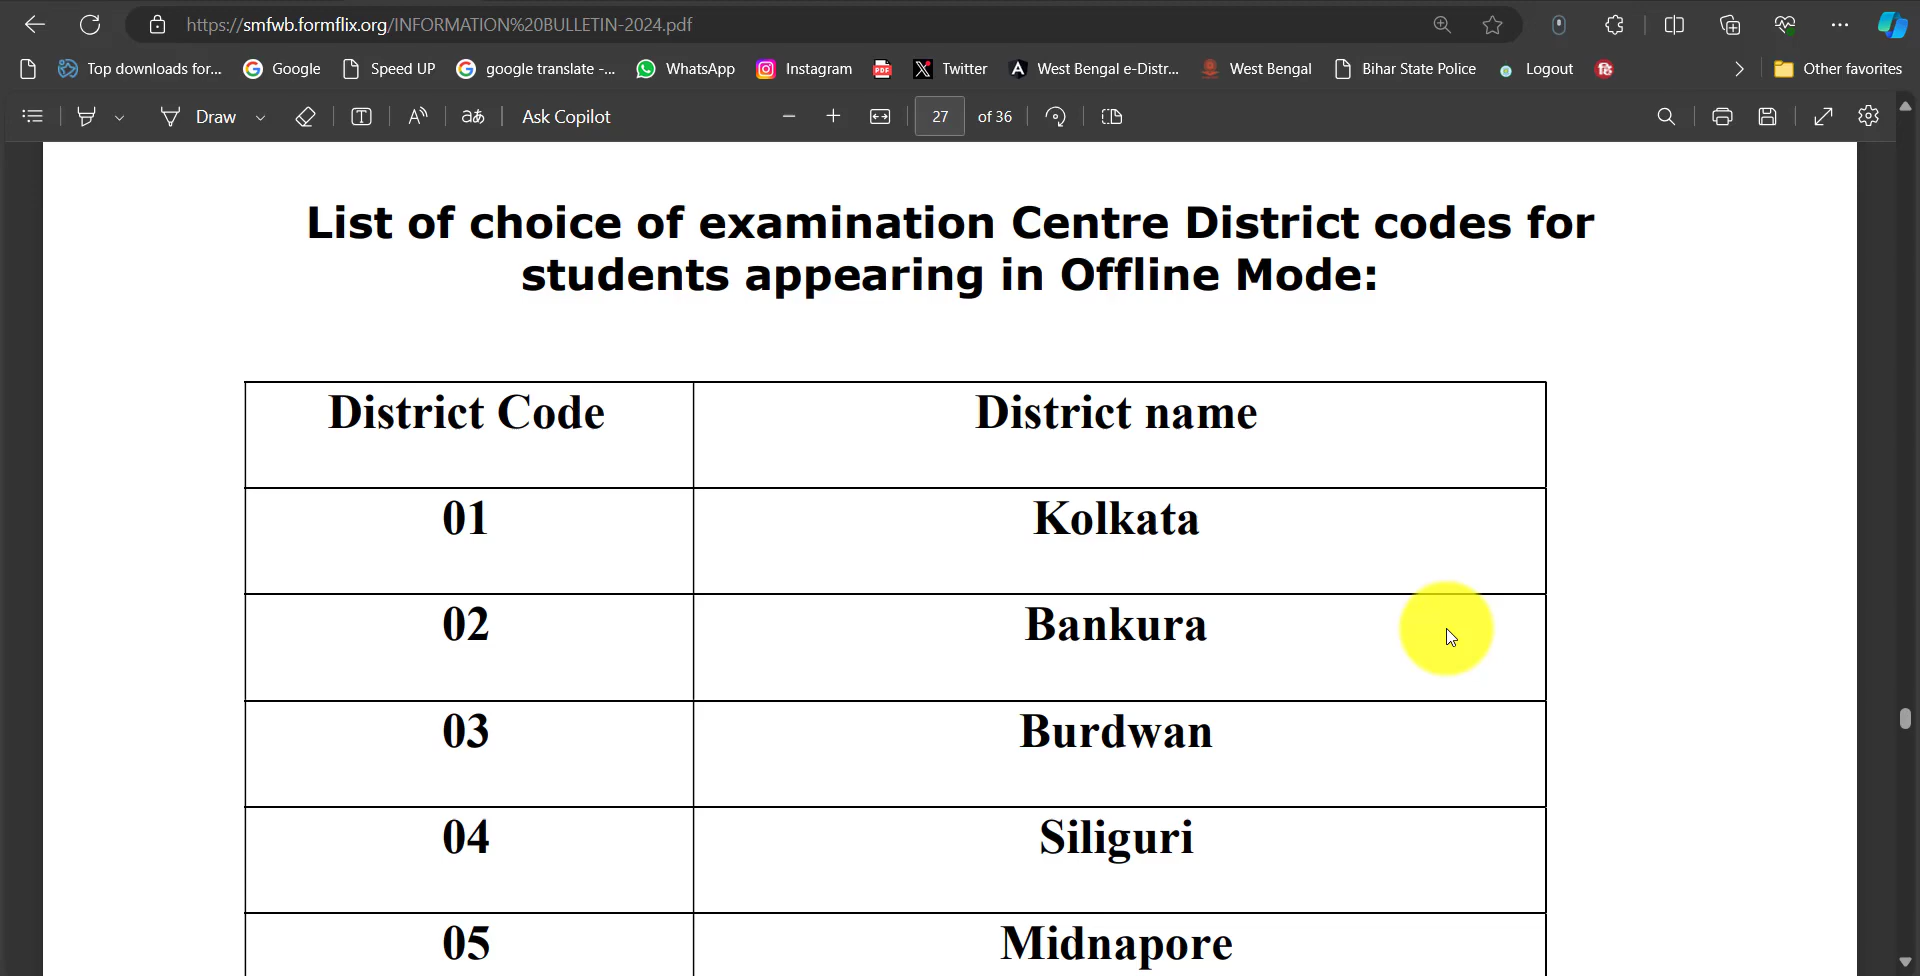 https://smfwb.formflix.org/INFORMATION%20BULLETIN-2024.pdf
Top downloads for... Google Speed UP google translate -... WhatsApp Instagram PDF Twitter West Bengal e-Distr... West Bengal Bihar State Police Logout Other favorites
Draw Ask Copilot 27 of 36
List of choice of examination Centre District codes for
students appearing in Offline Mode:
District Code District name
01 Kolkata
02 Bankura
03 Burdwan
04 Siliguri
05 Midnapore